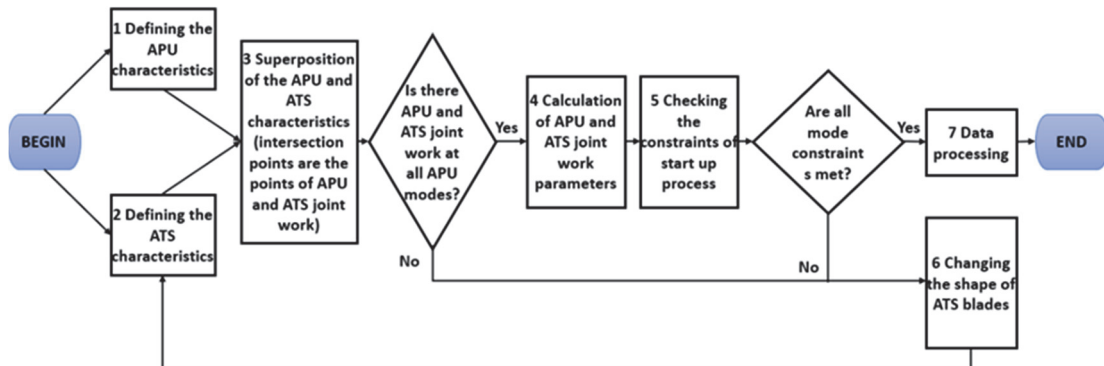 BEGIN
1 Defining the
APU
characteristics
2 Defining the
ATS
characteristics
3 Superposition
of the APU and
ATS
characteristics
(intersection
points are the
points of APU
and ATS joint
work)
Is there
APU and
ATS joint
work at
all APU
modes?
Yes
No
4 Calculation
of APU and
ATS joint
work
parameters
5 Checking
the
constraints of
start up
process
Are all
mode
constraint
s met?
Yes
No
7 Data
processing
END
6 Changing
the shape of
ATS blades